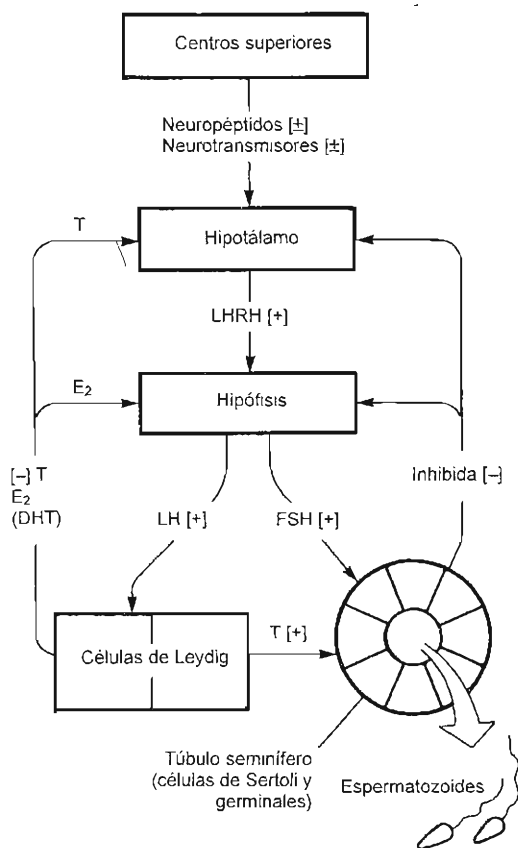 Centros superiores
Neuropéptidos [±]
Neurotransmisores [±]
T
Hipotálamo
LHRH [+]
E₂
Hipófisis
[–] T
E₂
(DHT)
Inhibida [–]
LH [+]
FSH [+]
Células de Leydig
T [+]
Túbulo seminífero
(células de Sertoli y
germinales)
Espermatozoides